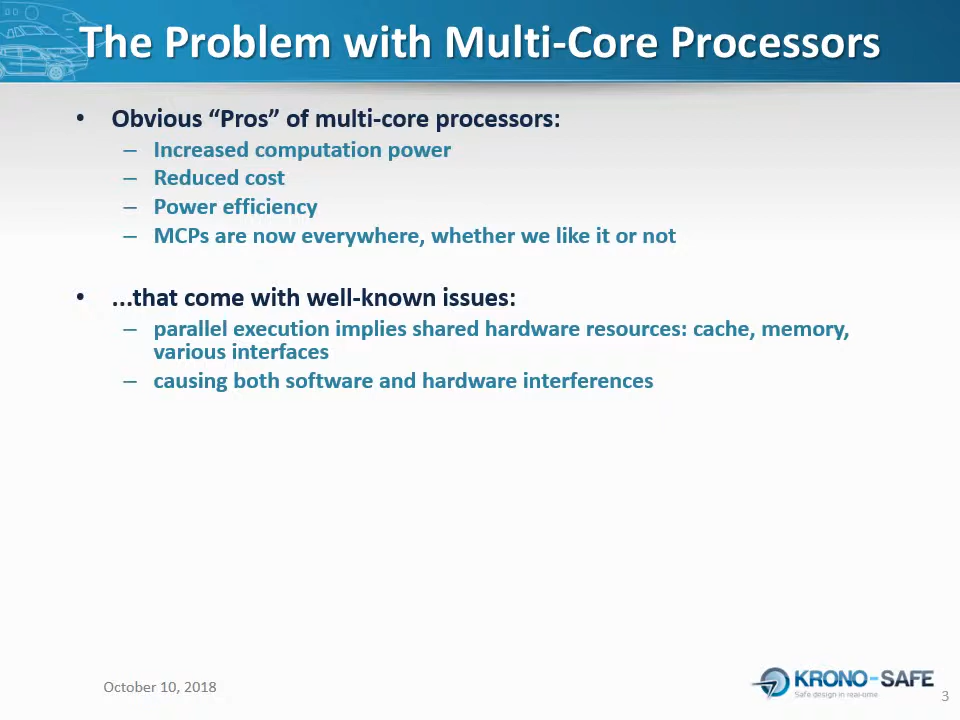 The Problem with Multi-Core Processors
• Obvious “Pros” of multi-core processors:
– Increased computation power
– Reduced cost
– Power efficiency
– MCPs are now everywhere, whether we like it or not
• ...that come with well-known issues:
– parallel execution implies shared hardware resources: cache, memory,
various interfaces
– causing both software and hardware interferences
October 10, 2018
KRONO-SAFE
Safe design in real-time
3